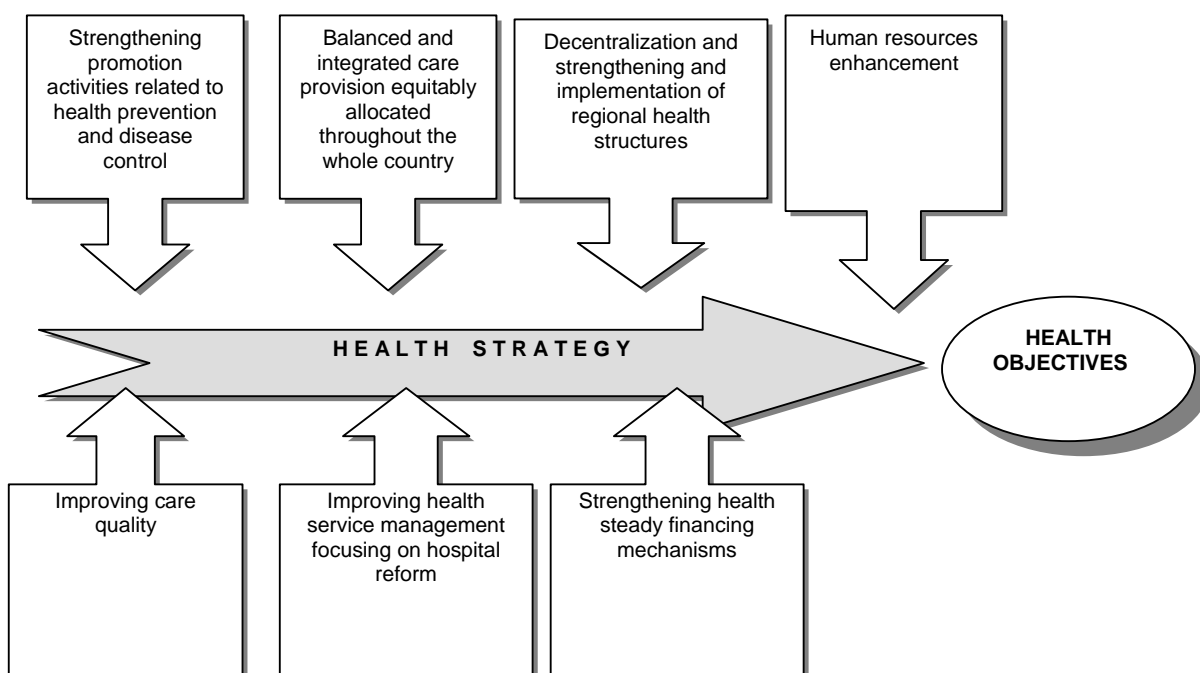 Strengthening
promotion
activities related to
health prevention
and disease
control
Balanced and
integrated care
provision equitably
allocated
throughout the
whole country
Decentralization and
strengthening and
implementation of
regional health
structures
Human resources
enhancement
HEALTH STRATEGY
HEALTH
OBJECTIVES
Improving care
quality
Improving health
service management
focusing on hospital
reform
Strengthening health
steady financing
mechanisms